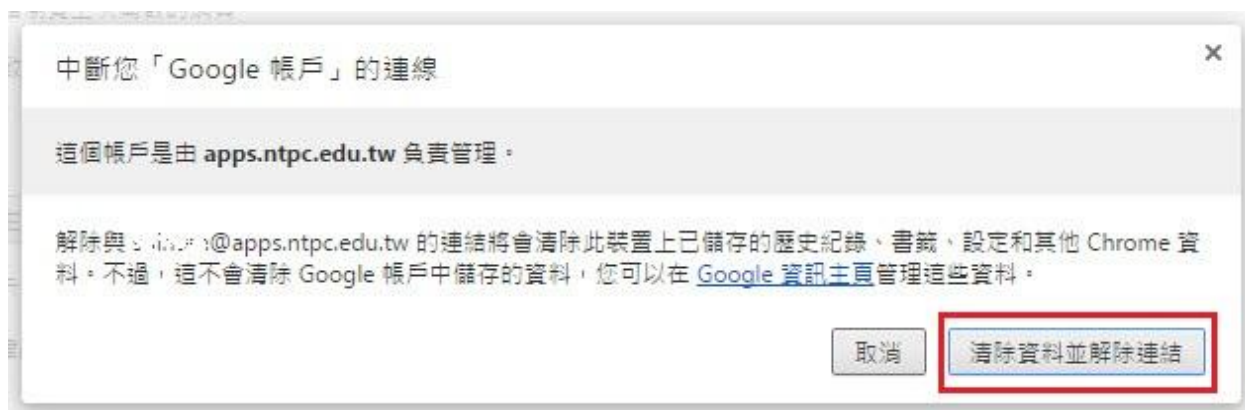 中斷您「Google 帳戶」的連線
×
這個帳戶是由 apps.ntpc.edu.tw 負責管理。
解除與 @apps.ntpc.edu.tw 的連結將會清除此裝置上已儲存的歷史紀錄、書籤、設定和其他 Chrome 資
料。不過，這不會清除 Google 帳戶中儲存的資料，您可以在 Google 資訊主頁管理這些資料。
取消
清除資料並解除連結